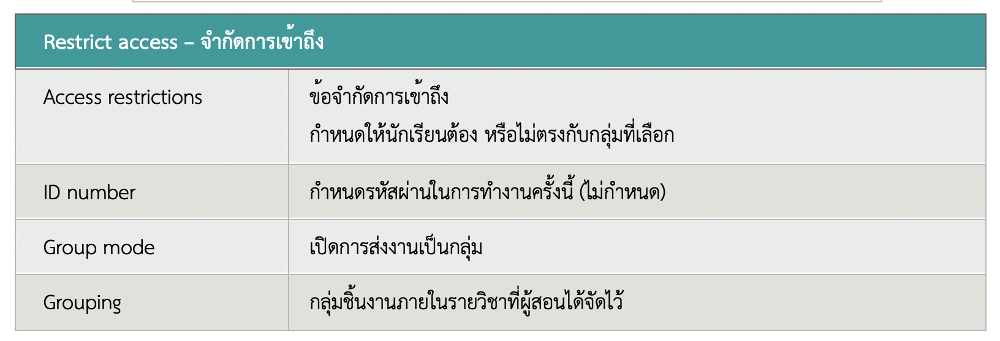 Restrict access – จำกัดการเข้าถึง
Access restrictions
ข้อจำกัดการเข้าถึง
กำหนดให้นักเรียนต้อง หรือไม่ตรงกับกลุ่มที่เลือก
ID number
กำหนดรหัสผ่านในการทำงานครั้งนี้ (ไม่กำหนด)
Group mode
เปิดการส่งงานเป็นกลุ่ม
Grouping
กลุ่มชิ้นงานภายในรายวิชาที่ผู้สอนได้จัดไว้